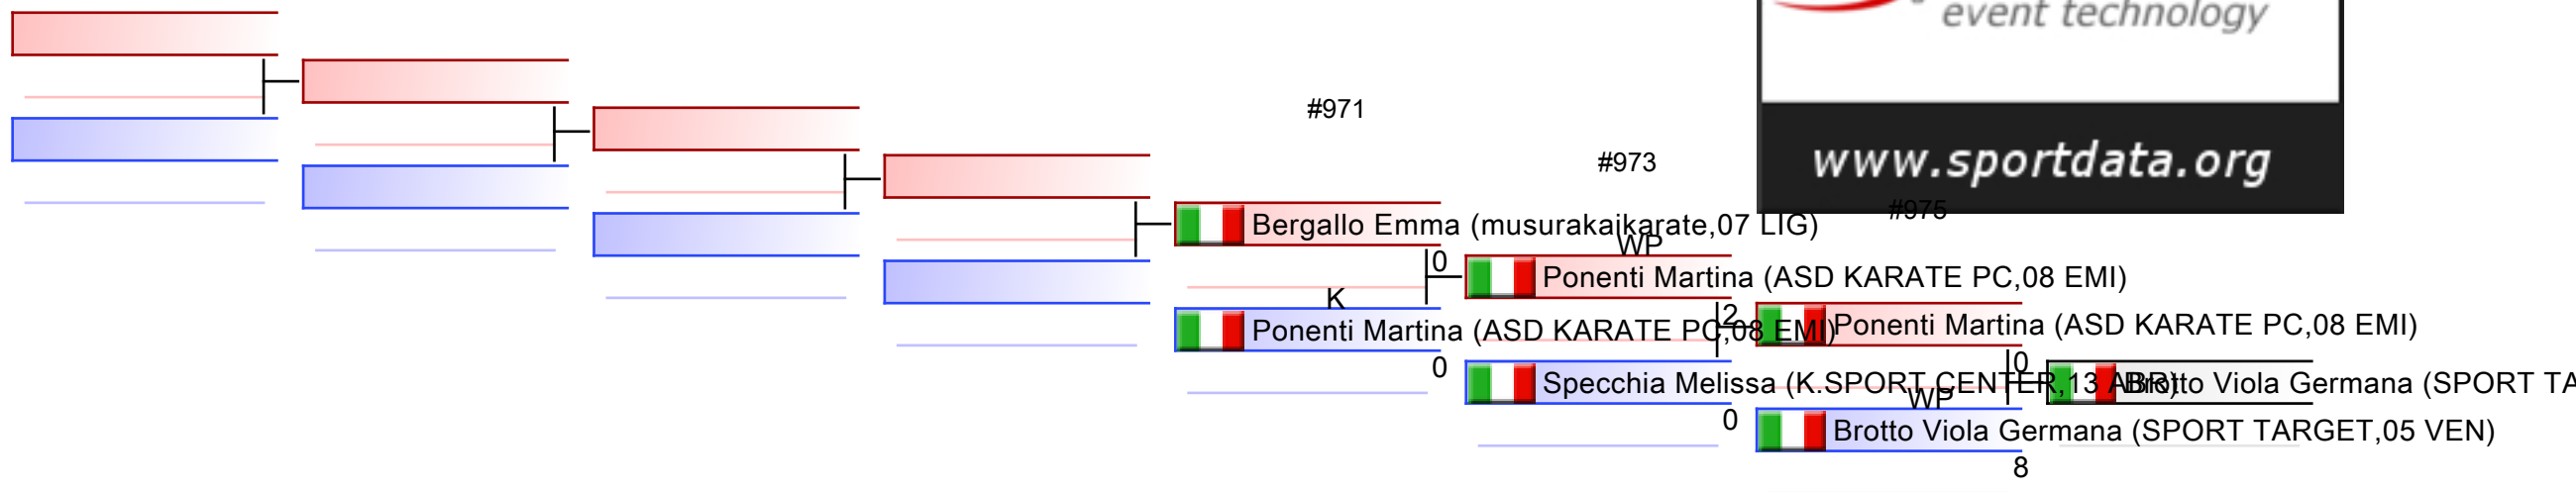 event technology
#971
#973
www.sportdata.org
#975
Bergallo Emma (musurakaikarate,07 LIG)
WP
0
Ponenti Martina (ASD KARATE PC,08 EMI)
K
2
Ponenti Martina (ASD KARATE PC,08 EMI)
Ponenti Martina (ASD KARATE PC,08 EMI)
0
0
Specchia Melissa (K.SPORT CENTER,13 ABR)
Brotto Viola Germana (SPORT TA
WP
0
Brotto Viola Germana (SPORT TARGET,05 VEN)
8